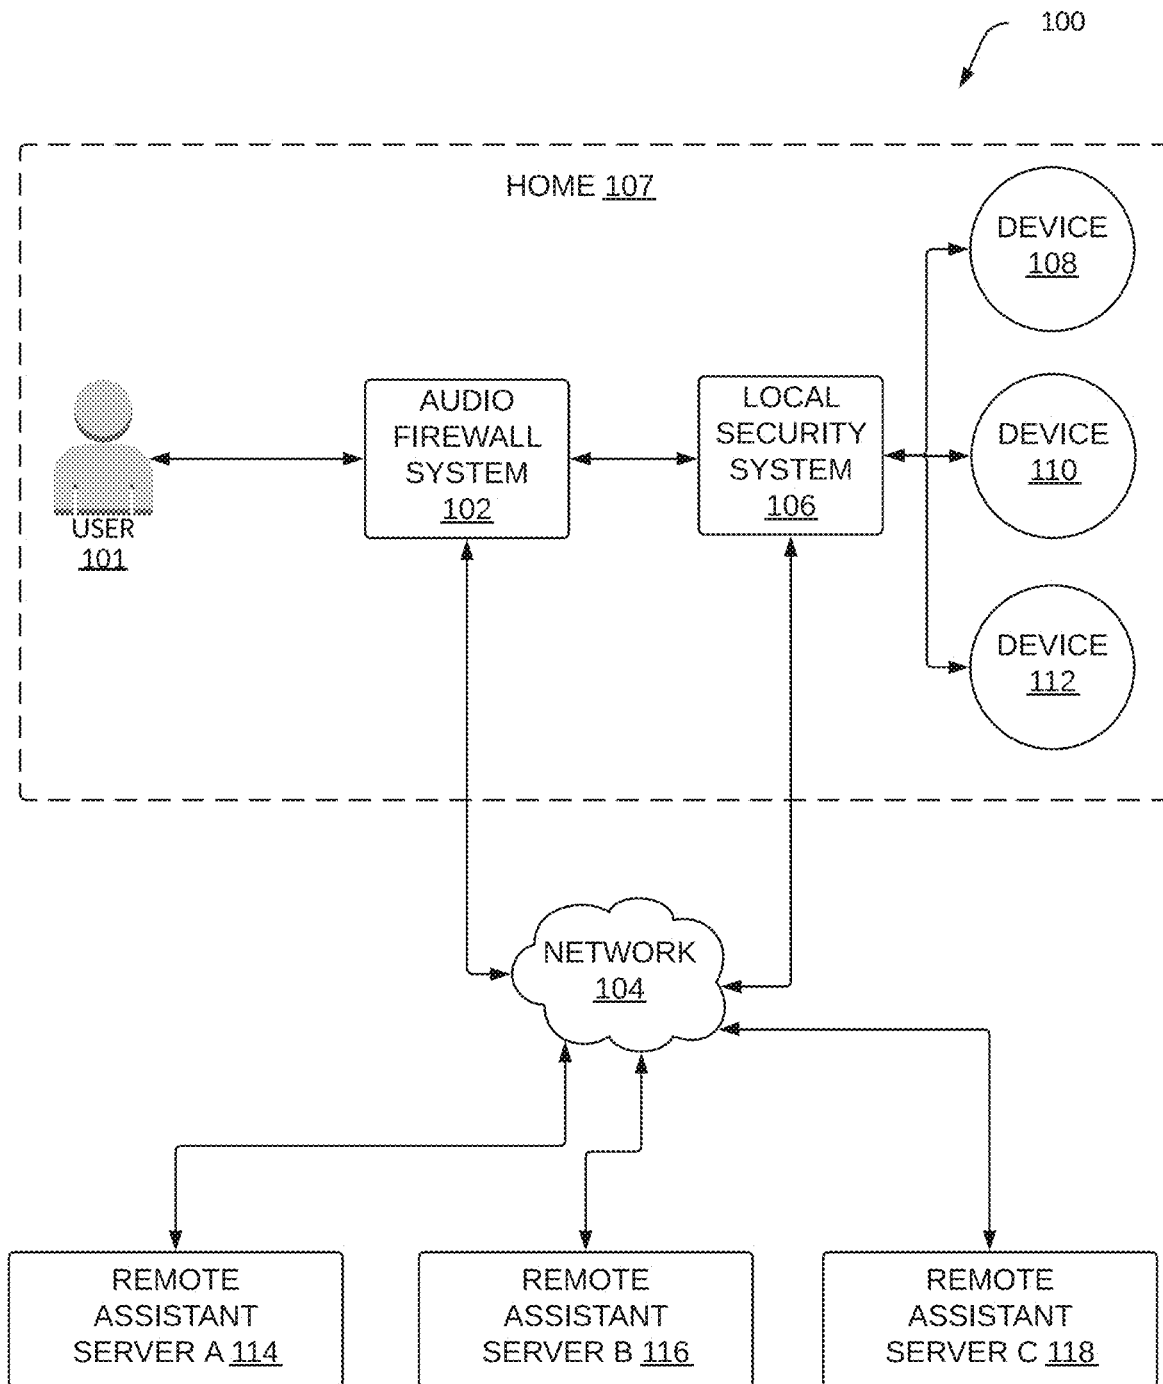 100
HOME 107
DEVICE
108
AUDIO
FIREWALL
SYSTEM
102
LOCAL
SECURITY
SYSTEM
106
DEVICE
110
USER
101
DEVICE
112
NETWORK
104
REMOTE
ASSISTANT
SERVER A 114
REMOTE
ASSISTANT
SERVER B 116
REMOTE
ASSISTANT
SERVER C 118